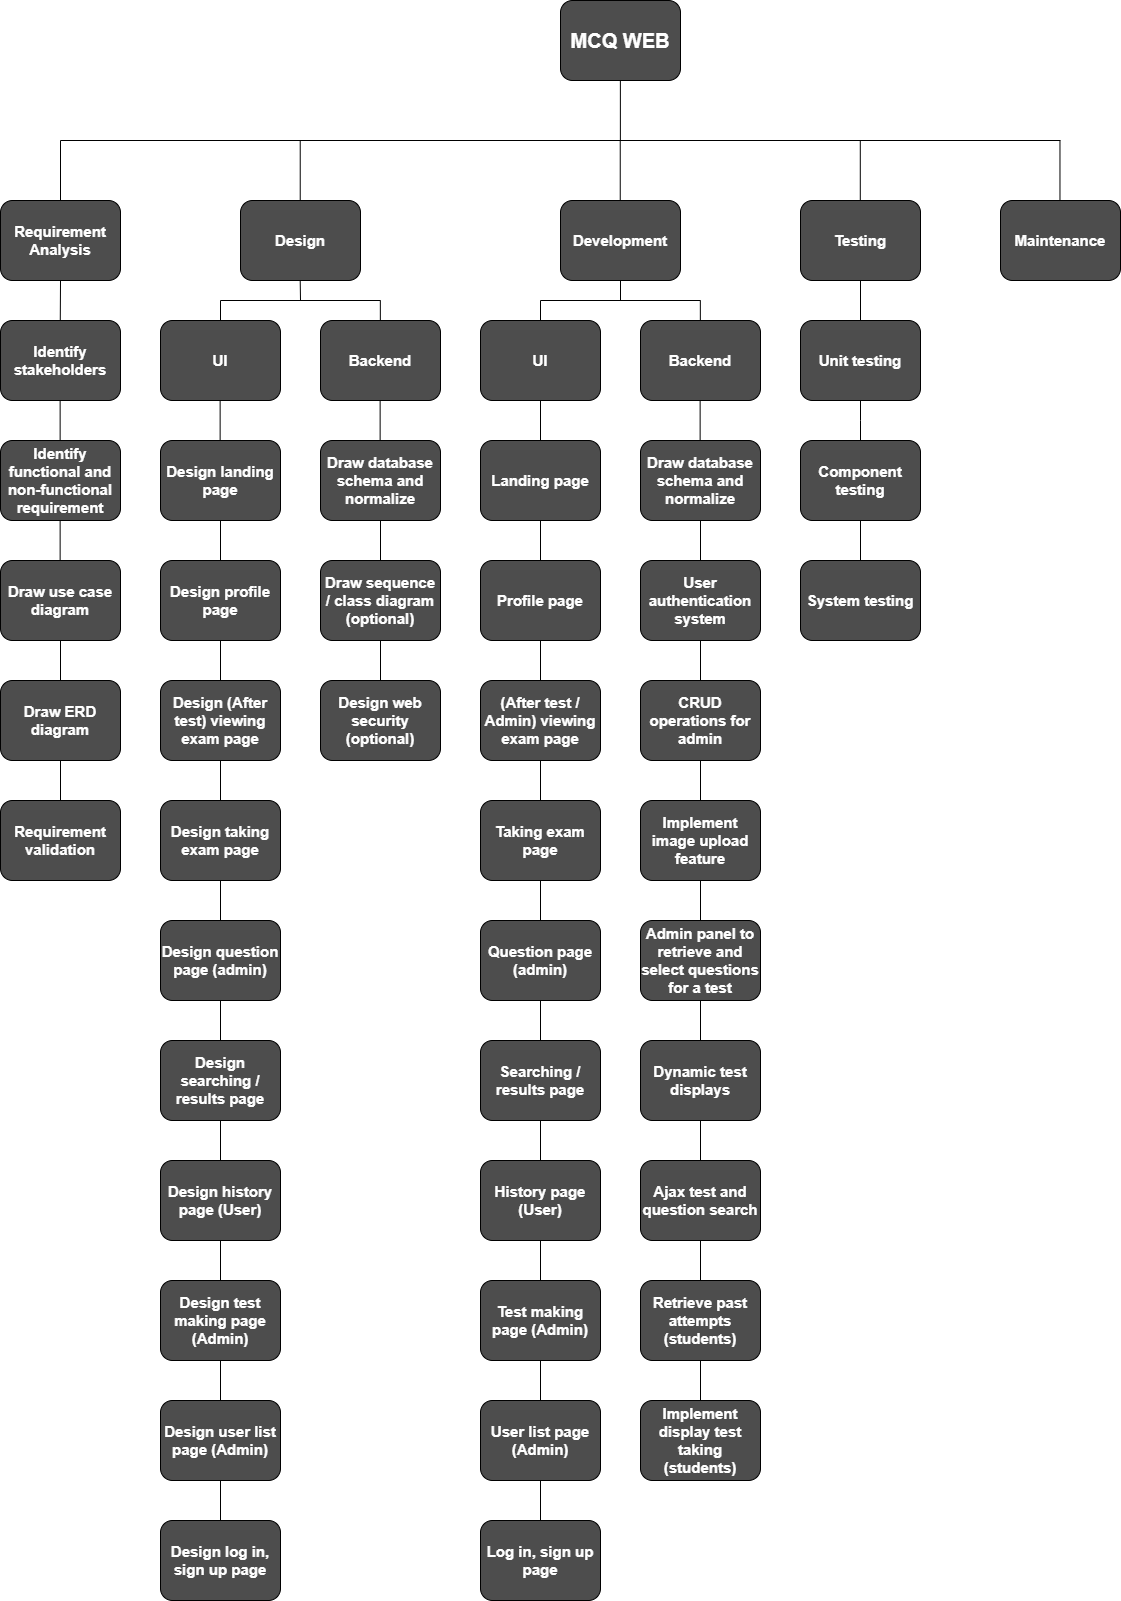 MCQ WEB
Requirement
Analysis
Design
Development
Testing
Maintenance
Identify
stakeholders
UI
Backend
UI
Backend
Unit testing
Identify
functional and
non-functional
requirement
Design landing
page
Draw database
schema and
normalize
Landing page
Draw database
schema and
normalize
Component
testing
Draw use case
diagram
Design profile
page
Draw sequence
/ class diagram
(optional)
Profile page
User
authentication
system
System testing
Draw ERD
diagram
Design (After
test) viewing
exam page
Design web
security
(optional)
(After test /
Admin) viewing
exam page
CRUD
operations for
admin
Requirement
validation
Design taking
exam page
Taking exam
page
Implement
image upload
feature
Design question
page (admin)
Question page
(admin)
Admin panel to
retrieve and
select questions
for a test
Design
searching /
results page
Searching /
results page
Dynamic test
displays
Design history
page (User)
History page
(User)
Ajax test and
question search
Design test
making page
(Admin)
Test making
page (Admin)
Retrieve past
attempts
(students)
Design user list
page (Admin)
User list page
(Admin)
Implement
display test
taking
(students)
Design log in,
sign up page
Log in, sign up
page